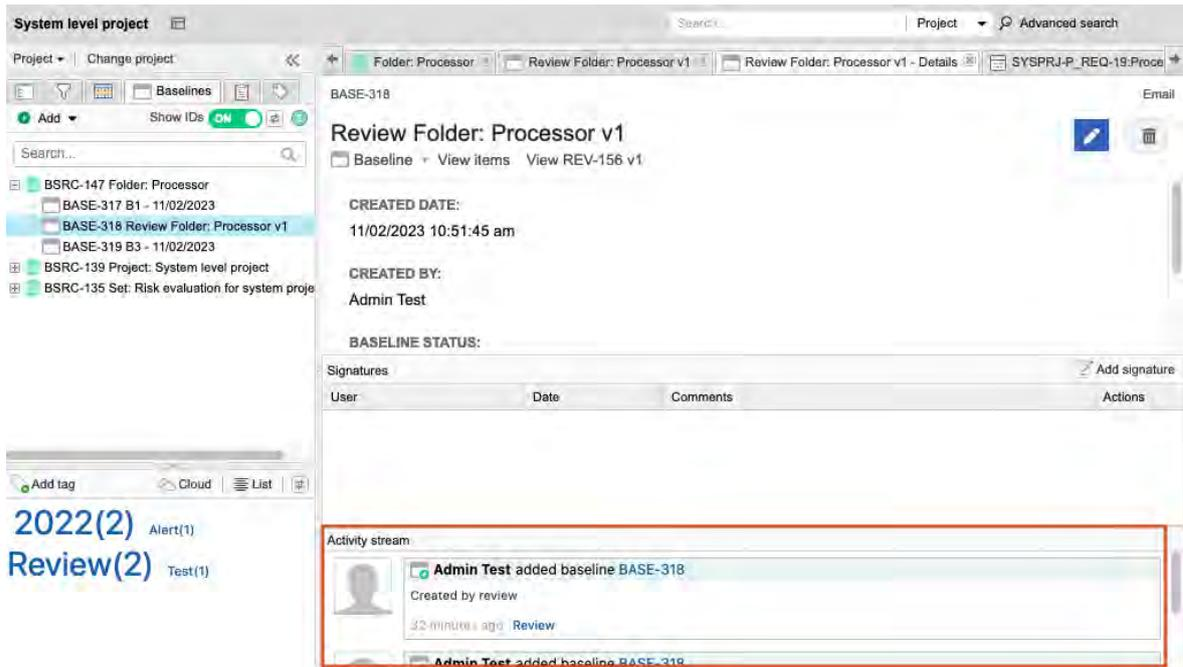 System level project
Search... Project Advanced search
Project Change project
Folder: Processor Review Folder: Processor v1 Review Folder: Processor v1 - Details SYSPRJ-P_REQ-19:Proce
Baselines
Add Show IDs ON
Search...
BSRC-147 Folder: Processor
BASE-317 B1 - 11/02/2023
BASE-318 Review Folder: Processor v1
BASE-319 B3 - 11/02/2023
BSRC-139 Project: System level project
BSRC-135 Set: Risk evaluation for system proje
Add tag Cloud List
2022(2) Alert(1)
Review(2) Test(1)
BASE-318 Email
Review Folder: Processor v1
Baseline View items View REV-156 v1
CREATED DATE:
11/02/2023 10:51:45 am
CREATED BY:
Admin Test
BASELINE STATUS:
Signatures Add signature
User Date Comments Actions
Activity stream
Admin Test added baseline BASE-318
Created by review
32 minutes ago Review
Admin Test added baseline BASE-318